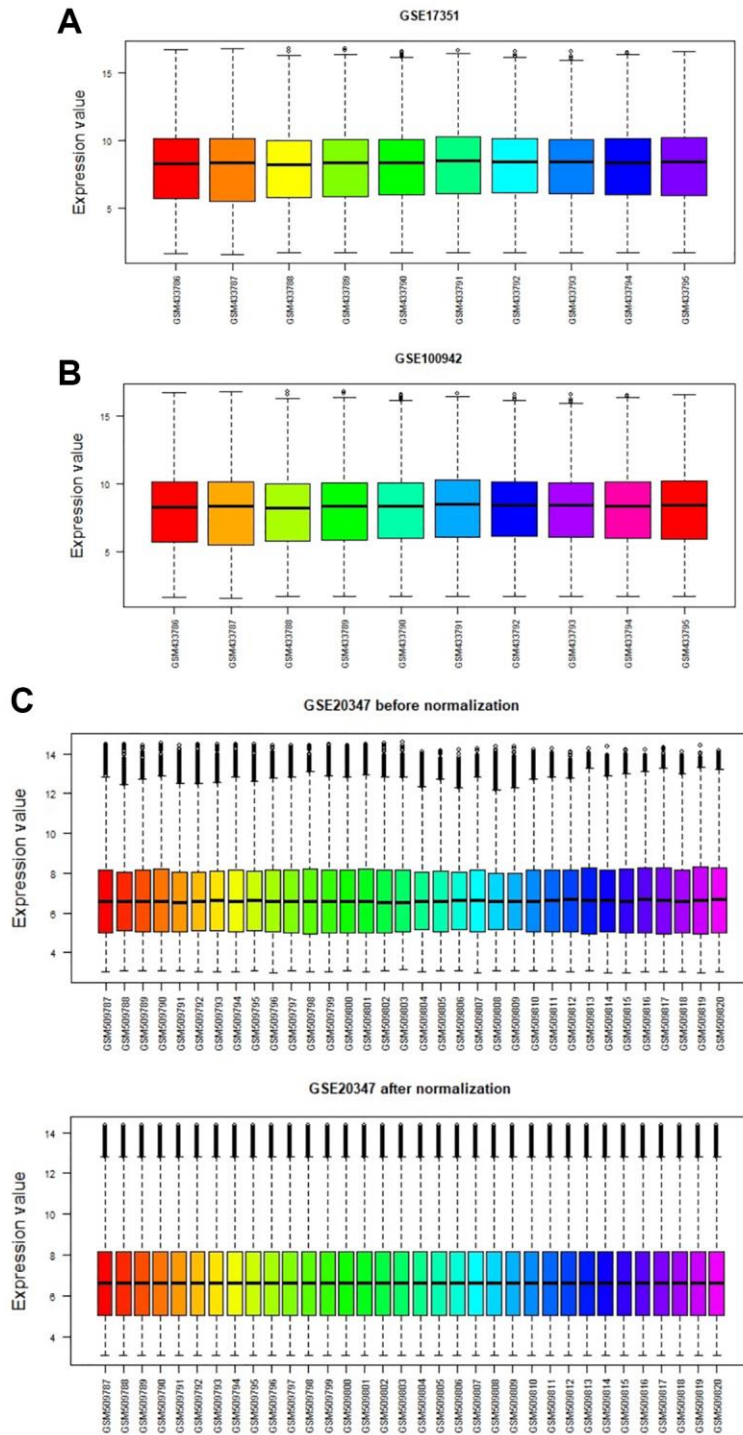 A
GSE17351
Expression value
15
10
5
GSM433786
GSM433787
GSM433788
GSM433789
GSM433790
GSM433791
GSM433792
GSM433793
GSM433794
GSM433795
B
GSE100942
Expression value
15
10
5
GSM433786
GSM433787
GSM433788
GSM433789
GSM433790
GSM433791
GSM433792
GSM433793
GSM433794
GSM433795
C
GSE20347 before normalization
Expression value
14
12
10
8
6
4
GSM509787
GSM509788
GSM509789
GSM509790
GSM509791
GSM509792
GSM509793
GSM509794
GSM509795
GSM509796
GSM509797
GSM509798
GSM509799
GSM509800
GSM509801
GSM509802
GSM509803
GSM509804
GSM509805
GSM509806
GSM509807
GSM509808
GSM509809
GSM509810
GSM509811
GSM509812
GSM509813
GSM509814
GSM509815
GSM509816
GSM509817
GSM509818
GSM509819
GSM509820
GSE20347 after normalization
Expression value
14
12
10
8
6
4
GSM509787
GSM509788
GSM509789
GSM509790
GSM509791
GSM509792
GSM509793
GSM509794
GSM509795
GSM509796
GSM509797
GSM509798
GSM509799
GSM509800
GSM509801
GSM509802
GSM509803
GSM509804
GSM509805
GSM509806
GSM509807
GSM509808
GSM509809
GSM509810
GSM509811
GSM509812
GSM509813
GSM509814
GSM509815
GSM509816
GSM509817
GSM509818
GSM509819
GSM509820